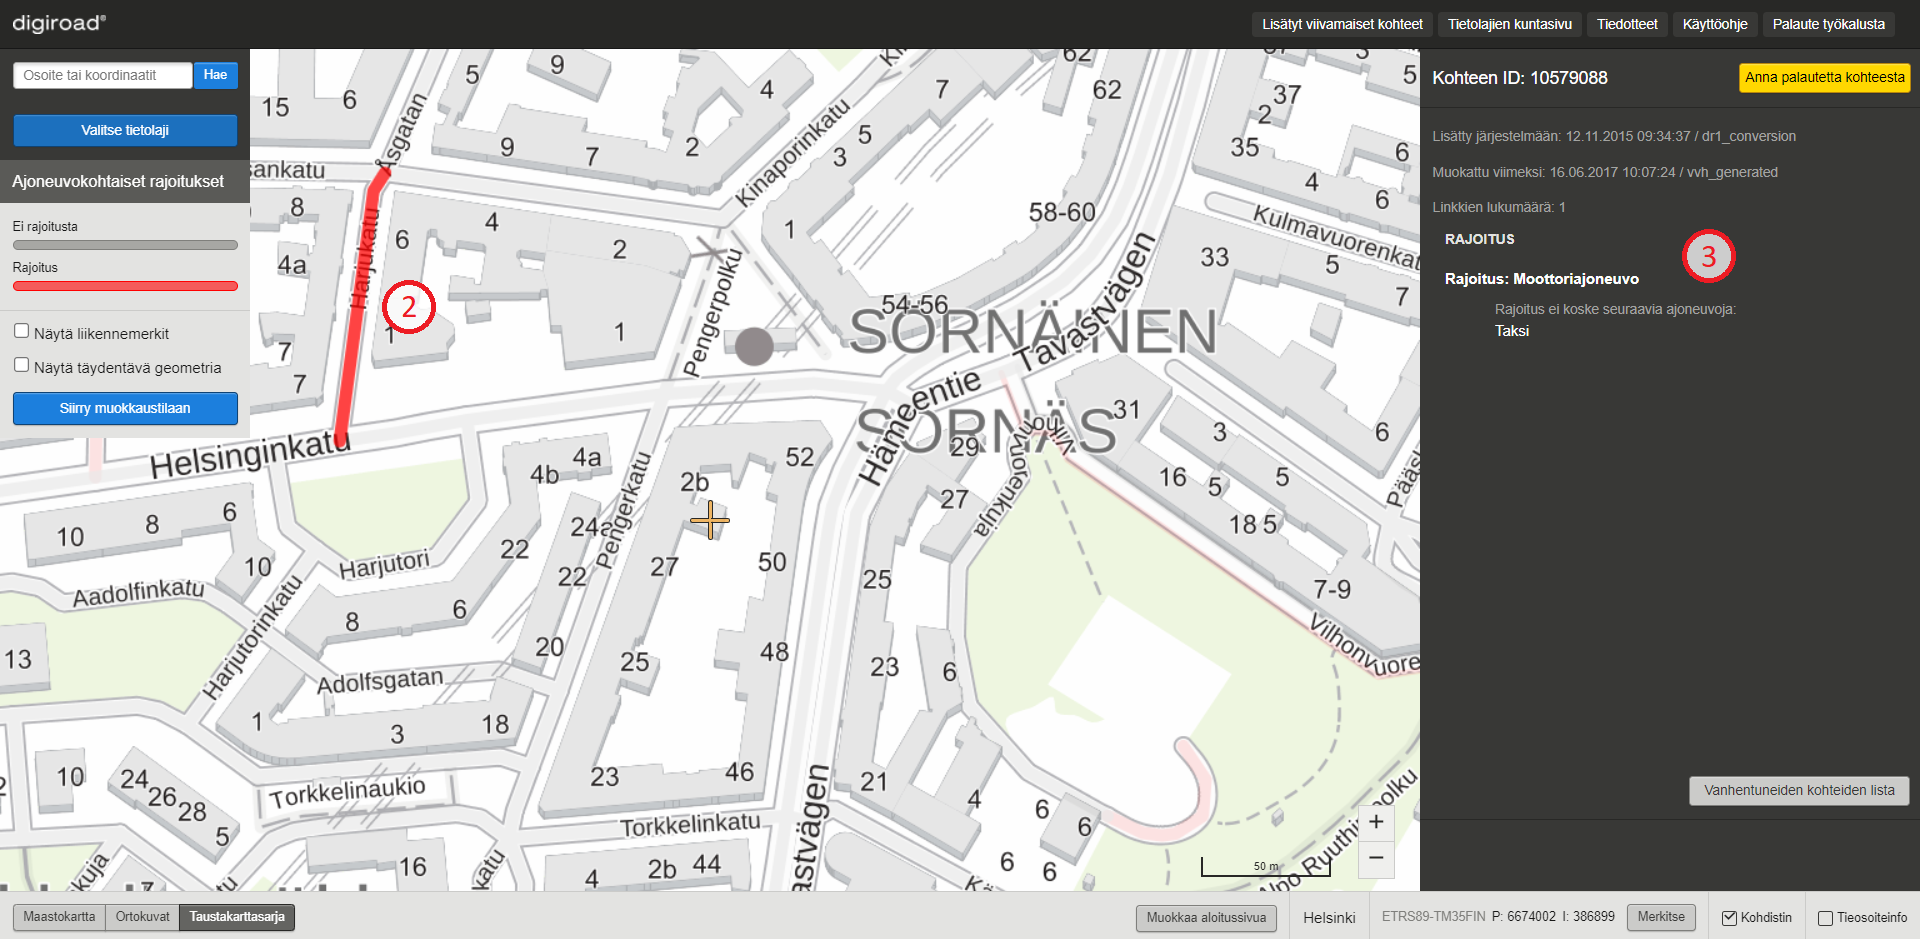 digiroad®
Lisätyt viivamaiset kohteet
Tietolajien kuntasivu
Tiedotteet
Käyttöohje
Palaute työkalusta
Osoite tai koordinaatit
Hae
Valitse tietolaji
Ajoneuvokohtaiset rajoitukset
Ei rajoitusta
Rajoitus
Näytä liikennemerkit
Näytä täydentävä geometria
Siirry muokkaustilaan
Kohteen ID: 10579088
Anna palautetta kohteesta
Lisätty järjestelmään: 12.11.2015 09:34:37 / dr1_conversion
Muokattu viimeksi: 16.06.2017 10:07:24 / vvh_generated
Linkkien lukumäärä: 1
RAJOITUS
3
Rajoitus: Moottoriajoneuvo
Rajoitus ei koske seuraavia ajoneuvoja:
Taksi
Vanhentuneiden kohteiden lista
15
6
5
9
9
7
2
4
Kinaporinkatu
5
3
7
62
62
37
2
35
5
6
4
6
ankatu
Åsgatan
8
4a
7
7
Harjukatu
6
2
1
4
2
1
Pengerpolku
1
58-60
54-56
Kulmavuorenkat
33
5
7
SÖRNÄINEN
SÖRNÄS
Hämeentie
Tavastvägen
31
3
6
16
5
5
18
5
7-9
Vilhonvuore
Helsinginkatu
4b
4a
24a
22
22
Pengerkatu
2b
52
27
50
29
27
10
8
6
10
Harjutori
Aadolfinkatu
Harjutorinkatu
8
6
20
25
48
25
23
6
13
Adolfsgatan
1
3
18
23
46
21
4
6
6
6
6
10
24
26
28
5
Torkkelinaukio
Torkkelinkatu
astvägen
16
4
2b
44
kuja
katu
50 m
+
−
Maastokartta
Ortokuvat
Taustakarttasarja
Muokkaa aloitussivua
Helsinki
ETRS89-TM35FIN P: 6674002 I: 386899
Merkitse
Kohdistin
Tieosoiteinfo